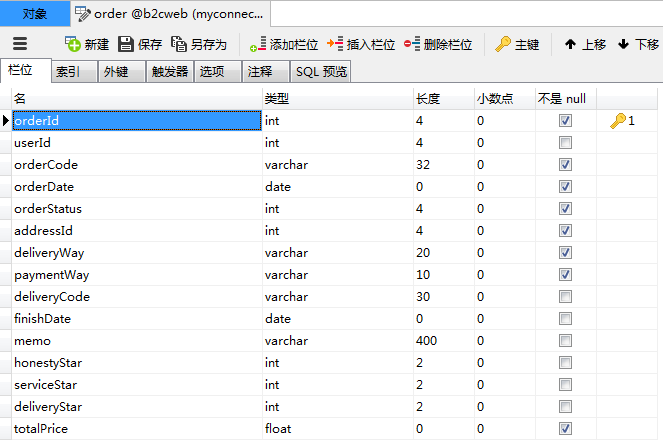 对象 order @b2cweb (myconnec...
新建 保存 另存为 添加栏位 插入栏位 删除栏位 主键 上移 下移
栏位 索引 外键 触发器 选项 注释 SQL 预览
名 类型 长度 小数点 不是 null
orderId int 4 0 1
userId int 4 0
orderCode varchar 32 0
orderDate date 0 0
orderStatus int 4 0
addressId int 4 0
deliveryWay varchar 20 0
paymentWay varchar 10 0
deliveryCode varchar 30 0
finishDate date 0 0
memo varchar 400 0
honestyStar int 2 0
serviceStar int 2 0
deliveryStar int 2 0
totalPrice float 0 0